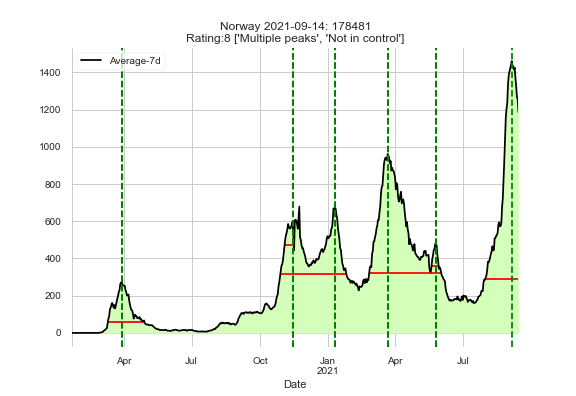 Norway 2021-09-14: 178481
Rating:8 ['Multiple peaks', 'Not in control']
Average-7d
1400
1200
1000
800
600
400
200
0
Apr Jul Oct Jan Apr Jul
2021
Date